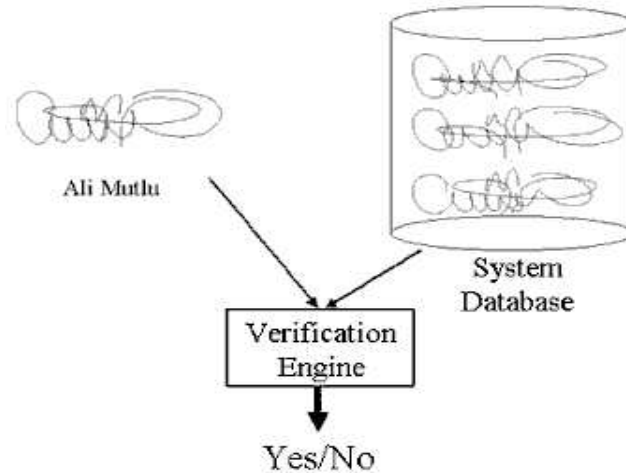 Ali Mutlu
System
Database
Verification
Engine
Yes/No